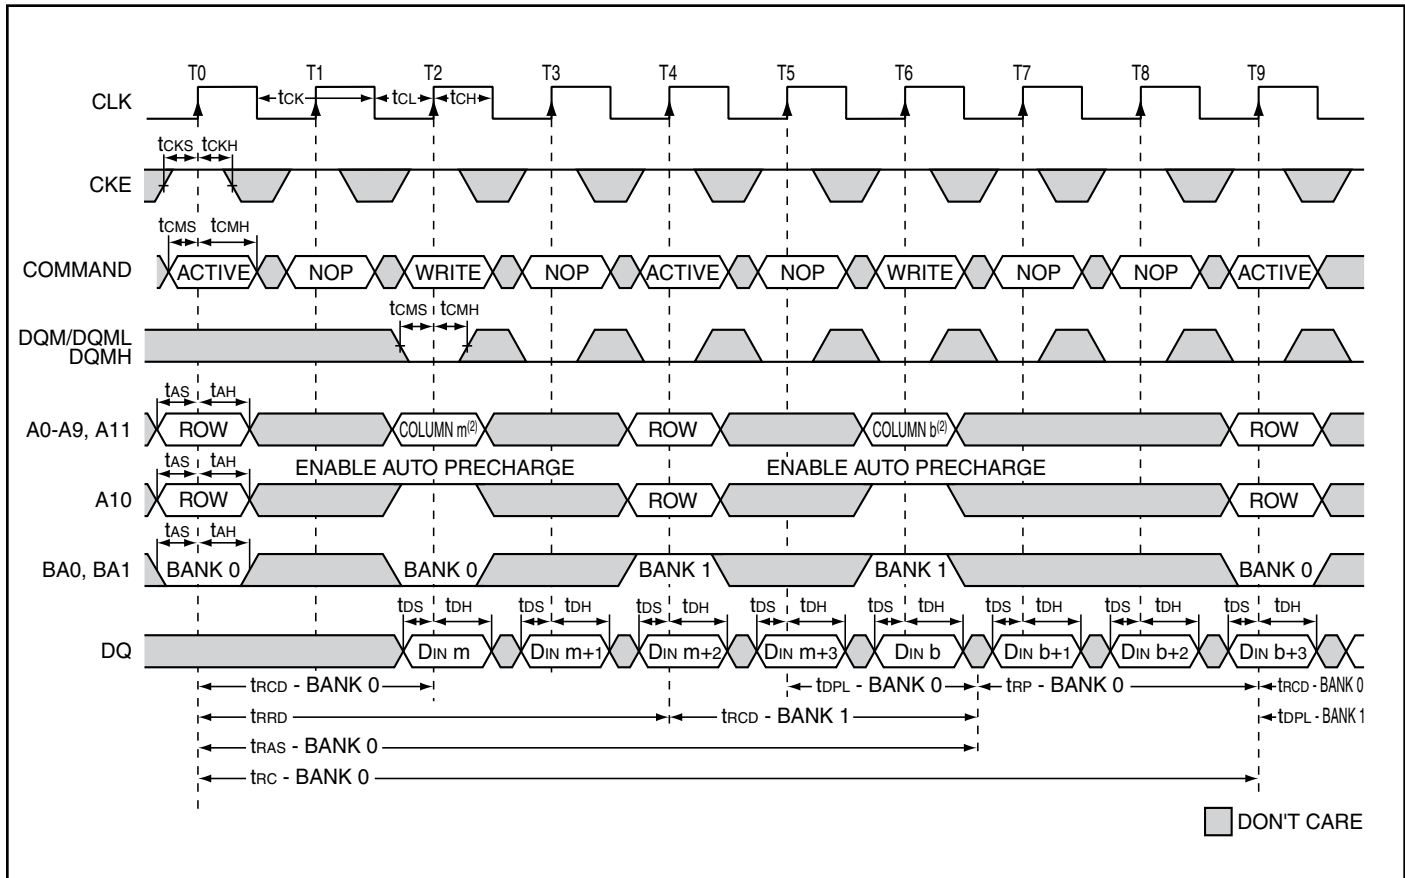 T0 T1 T2 T3 T4 T5 T6 T7 T8 T9
CLK tCK tCL tCH
tCKS tCKH
CKE
tCMS tCMH
COMMAND ACTIVE NOP WRITE NOP ACTIVE NOP WRITE NOP NOP ACTIVE
tCMS tCMH
DQM/DQML
DQMH
tAS tAH
A0-A9, A11 ROW COLUMN m(2) ROW COLUMN b(2) ROW
tAS tAH ENABLE AUTO PRECHARGE ENABLE AUTO PRECHARGE
A10 ROW ROW ROW
tAS tAH
BA0, BA1 BANK 0 BANK 0 BANK 1 BANK 1 BANK 0
tDS tDH tDS tDH tDS tDH tDS tDH tDS tDH tDS tDH tDS tDH tDS tDH
DQ DIN m DIN m+1 DIN m+2 DIN m+3 DIN b DIN b+1 DIN b+2 DIN b+3
tRCD - BANK 0 tDPL - BANK 0 tRP - BANK 0 tRCD - BANK 0
tRRD tRCD - BANK 1 tDPL - BANK 1
tRAS - BANK 0
tRC - BANK 0
DON'T CARE